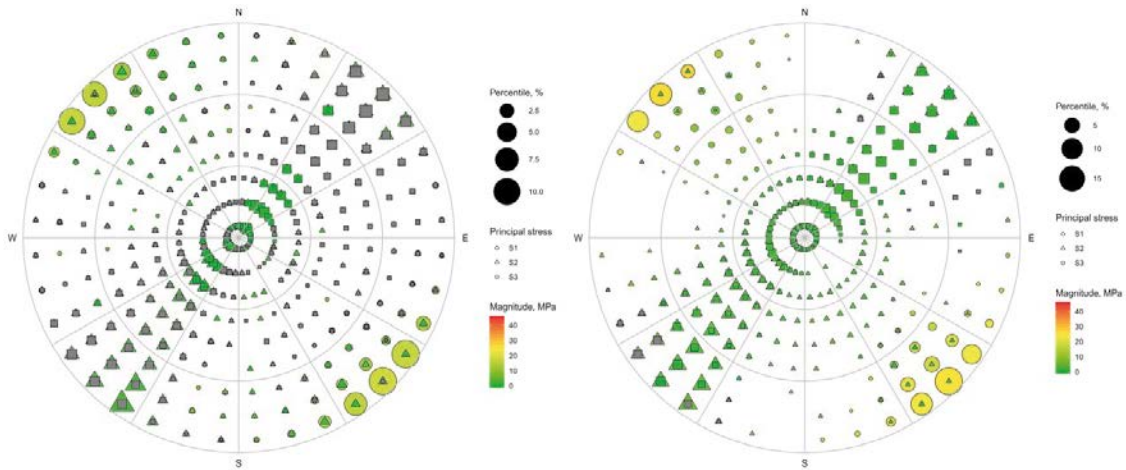 N
W
E
S
Percentile, %
2.5
5.0
7.5
10.0
Principal stress
S1
S2
S3
Magnitude, MPa
40
30
20
10
0
N
W
E
S
Percentile, %
5
10
15
Principal stress
S1
S2
S3
Magnitude, MPa
40
30
20
10
0